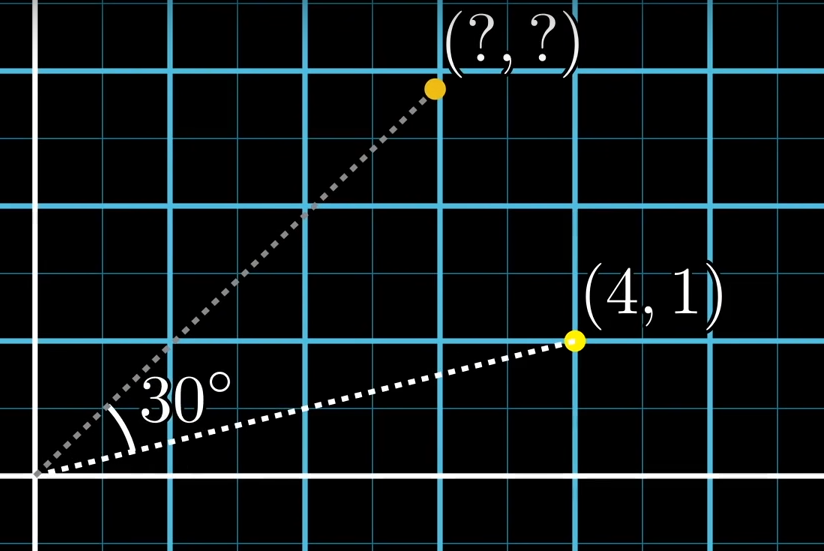 (?, ?)
(4, 1)
30°